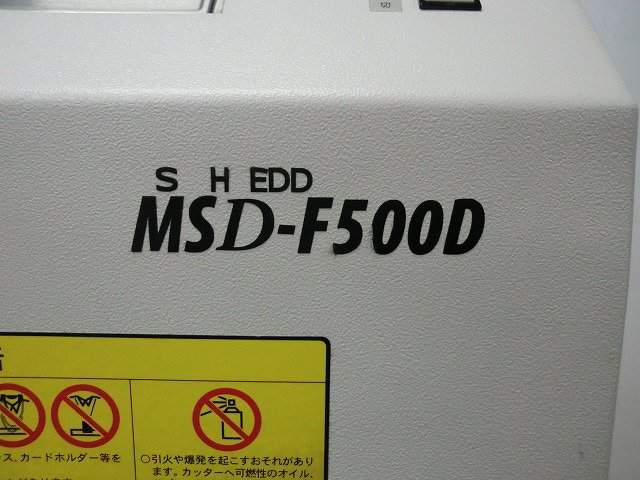 切
S H EDD
MSD-F500D
ス、カードホルダー等を
○引火や爆発を起こすおそれがあり
ます。カッターへ可燃性のオイル、